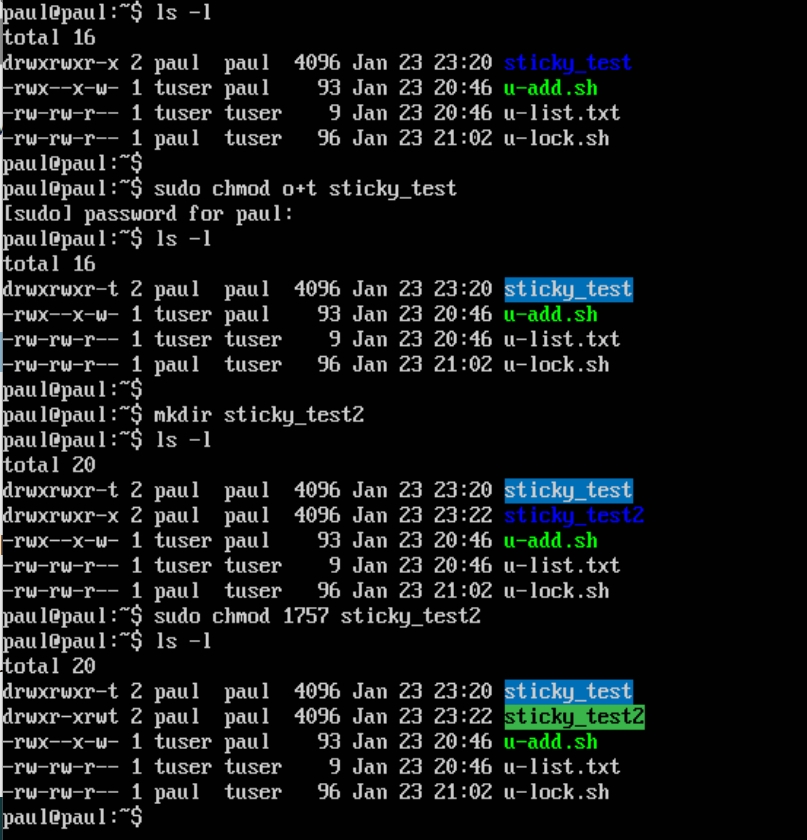 paul@paul:~$ ls -l
total 16
drwxrwxr-x 2 paul  paul  4096 Jan 23 23:20 sticky_test
-rwx--x-w- 1 tuser paul    93 Jan 23 20:46 u-add.sh
-rw-rw-r-- 1 tuser tuser    9 Jan 23 20:46 u-list.txt
-rw-rw-r-- 1 paul  tuser   96 Jan 23 21:02 u-lock.sh
paul@paul:~$
paul@paul:~$ sudo chmod o+t sticky_test
[sudo] password for paul:
paul@paul:~$ ls -l
total 16
drwxrwxr-t 2 paul  paul  4096 Jan 23 23:20 sticky_test
-rwx--x-w- 1 tuser paul    93 Jan 23 20:46 u-add.sh
-rw-rw-r-- 1 tuser tuser    9 Jan 23 20:46 u-list.txt
-rw-rw-r-- 1 paul  tuser   96 Jan 23 21:02 u-lock.sh
paul@paul:~$
paul@paul:~$ mkdir sticky_test2
paul@paul:~$ ls -l
total 20
drwxrwxr-t 2 paul  paul  4096 Jan 23 23:20 sticky_test
drwxrwxr-x 2 paul  paul  4096 Jan 23 23:22 sticky_test2
-rwx--x-w- 1 tuser paul    93 Jan 23 20:46 u-add.sh
-rw-rw-r-- 1 tuser tuser    9 Jan 23 20:46 u-list.txt
-rw-rw-r-- 1 paul  tuser   96 Jan 23 21:02 u-lock.sh
paul@paul:~$ sudo chmod 1757 sticky_test2
paul@paul:~$ ls -l
total 20
drwxrwxr-t 2 paul  paul  4096 Jan 23 23:20 sticky_test
drwxr-xrwt 2 paul  paul  4096 Jan 23 23:22 sticky_test2
-rwx--x-w- 1 tuser paul    93 Jan 23 20:46 u-add.sh
-rw-rw-r-- 1 tuser tuser    9 Jan 23 20:46 u-list.txt
-rw-rw-r-- 1 paul  tuser   96 Jan 23 21:02 u-lock.sh
paul@paul:~$